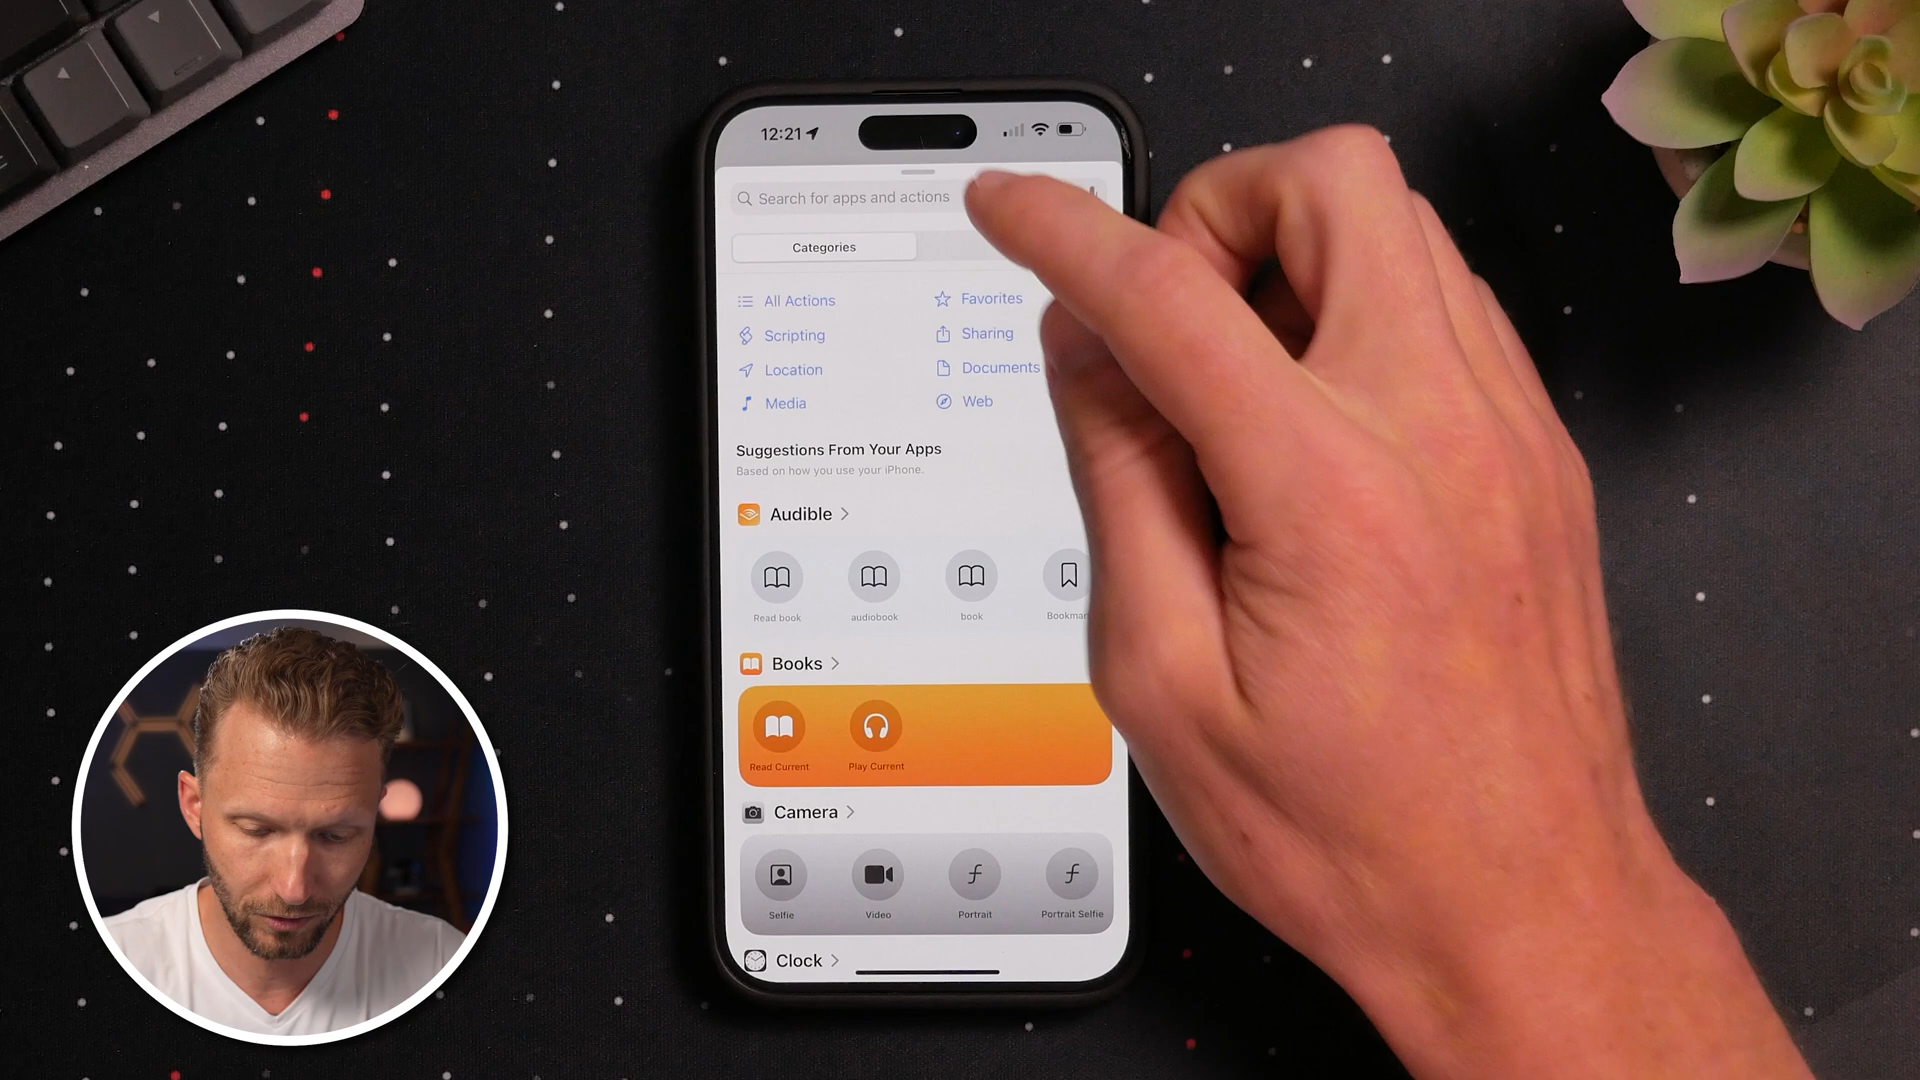 12:21
Search for apps and actions
Categories
All Actions
Favorites
Scripting
Sharing
Location
Documents
Media
Web
Suggestions From Your Apps
Based on how you use your iPhone.
Audible
Read book
audiobook
book
Bookmar
Books
Read Current
Play Current
Camera
Selfie
Video
Portrait
Portrait Selfie
Clock